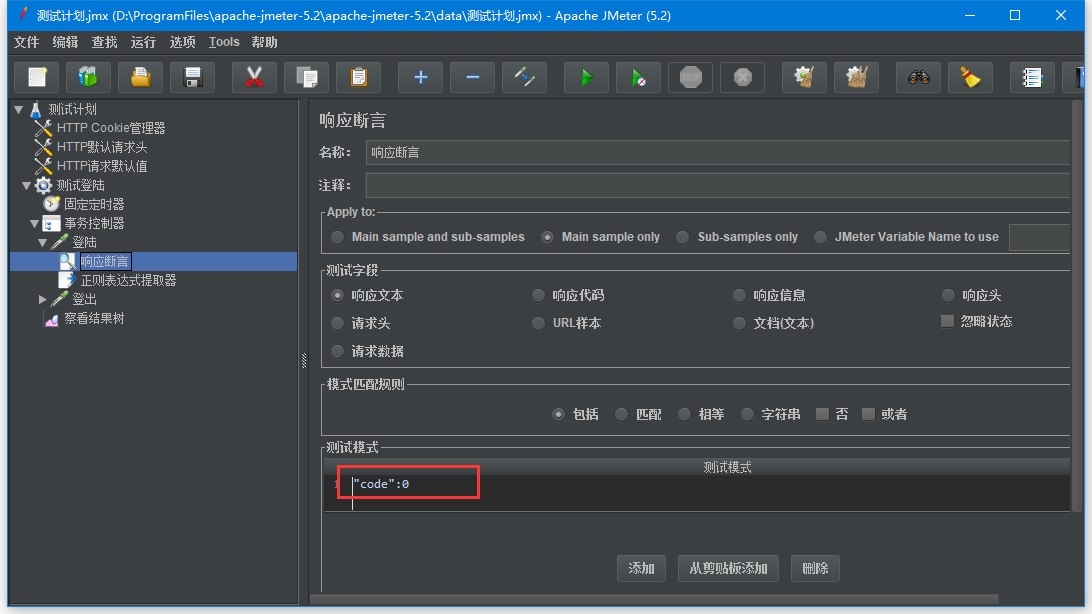 测试计划.jmx (D:\ProgramFiles\apache-jmeter-5.2\apache-jmeter-5.2\data\测试计划.jmx) - Apache JMeter (5.2)
文件 编辑 查找 运行 选项 Tools 帮助
STOP
测试计划
HTTP Cookie管理器
HTTP默认请求头
HTTP请求默认值
测试登陆
固定定时器
事务控制器
登陆
响应断言
正则表达式提取器
登出
察看结果树
响应断言
名称： 响应断言
注释：
Apply to:
Main sample and sub-samples Main sample only Sub-samples only JMeter Variable Name to use
测试字段
响应文本 响应代码 响应信息 响应头
请求头 URL样本 文档(文本) 忽略状态
请求数据
模式匹配规则
包括 匹配 相等 字符串 否 或者
测试模式
测试模式
1 "code":0
添加 从剪贴板添加 删除